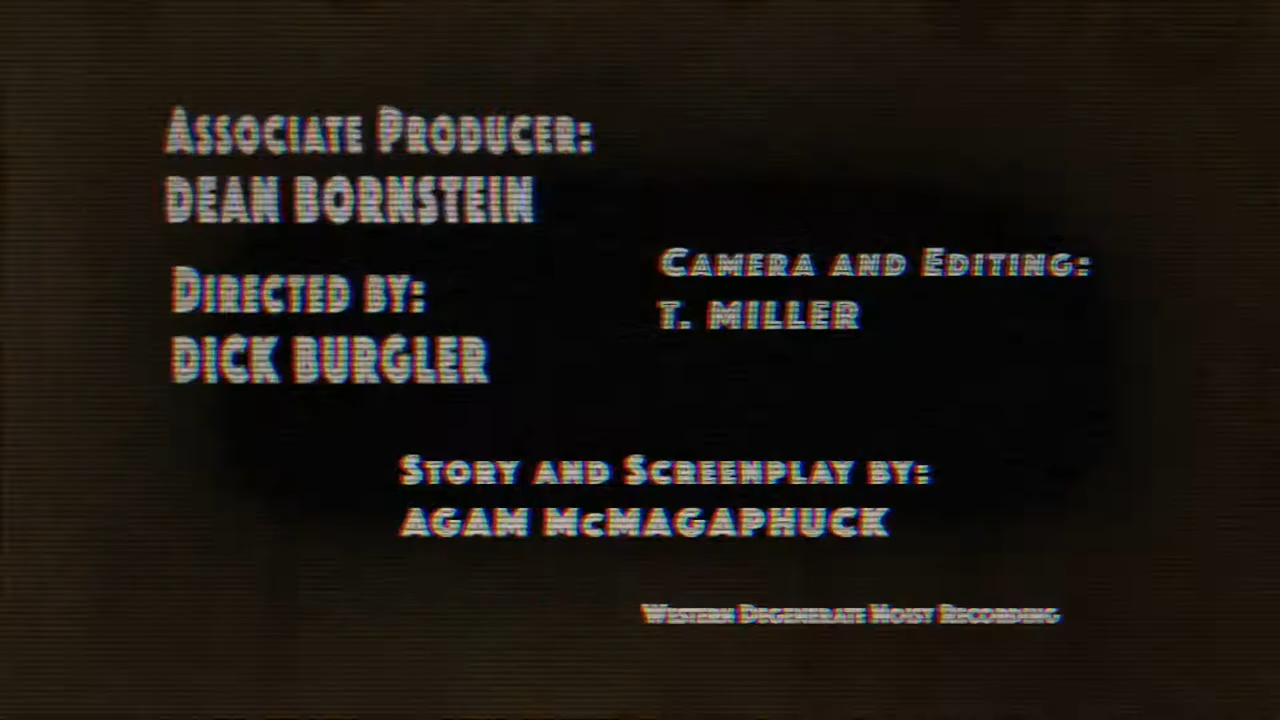 Associate Producer:
DEAN BORNSTEIN
Directed by:
DICK BURGLER
Camera and Editing:
T. MILLER
Story and Screenplay by:
AGAM McMAGAPHUCK
Western Degenerate Noisy Recording